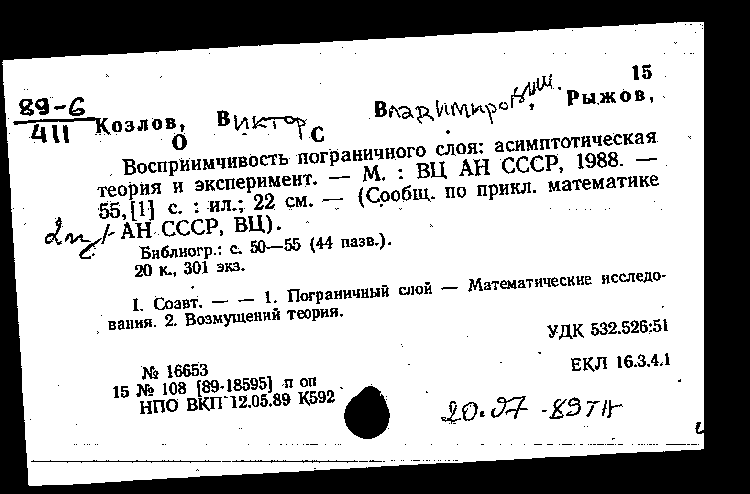 15
89-6
411
Козлов, Виктор Владимирович, Рыжов,
О С
Восприимчивость пограничного слоя: асимптотическая
теория и эксперимент. — М. : ВЦ АН СССР, 1988. —
55,[1] с. : ил.; 22 см. — (Сообщ. по прикл. математике
/ АН СССР, ВЦ).
Библиогр.: с. 50—55 (44 назв.).
20 к., 301 экз.
I. Соавт. — — 1. Пограничный слой — Математические исследо-
вания. 2. Возмущений теория.
УДК 532.526:51
ЕКЛ 16.3.4.1
№ 16653
15 № 108 [89-18595] п оп
НПО ВКП 12.05.89 К592
20.07-89